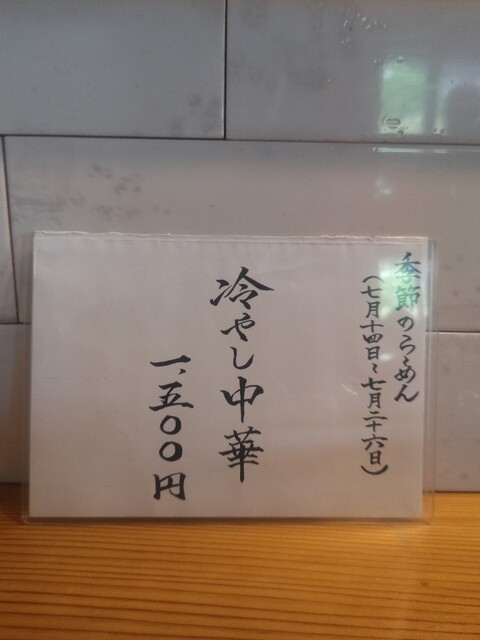 季節のらぁめん
（七月十四日〜七月二十六日）
冷やし中華
一、五〇〇円